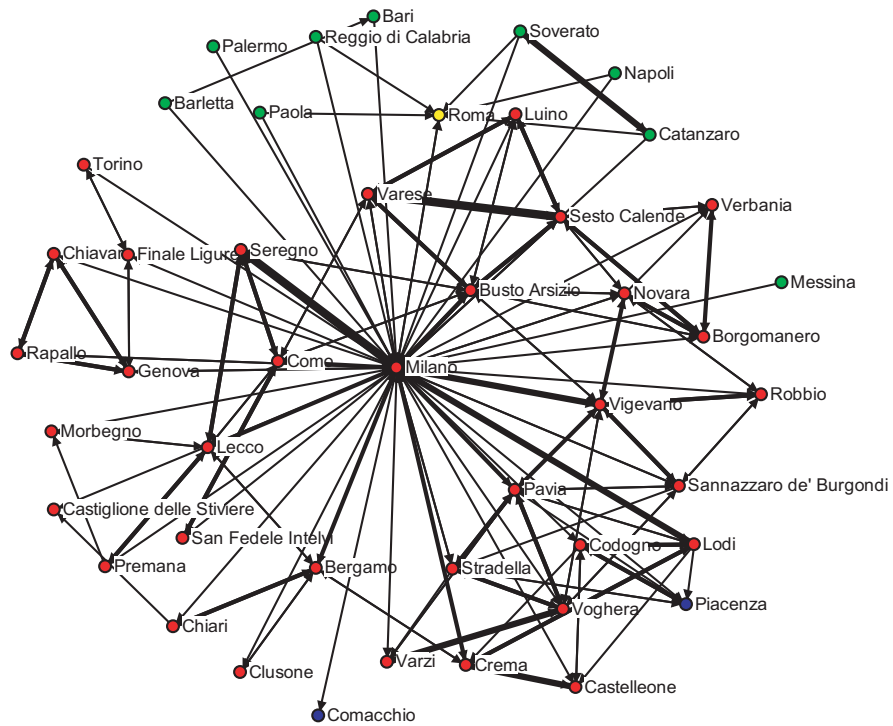 Bari
Reggio di Calabria
Soverato
Palermo
Napoli
Barletta
Paola
Roma
Luino
Catanzaro
Torino
Varese
Sesto Calende
Verbania
Chiavari
Finale Ligure
Seregno
Messina
Busto Arsizio
Novara
Borgomanero
Rapallo
Genova
Como
Milano
Robbio
Vigevano
Morbegno
Lecco
Pavia
Sannazzaro de' Burgondi
Castiglione delle Stiviere
San Fedele Intelvi
Codogno
Lodi
Premana
Bergamo
Stradella
Piacenza
Voghera
Chiari
Clusone
Varzi
Crema
Castelleone
Comacchio